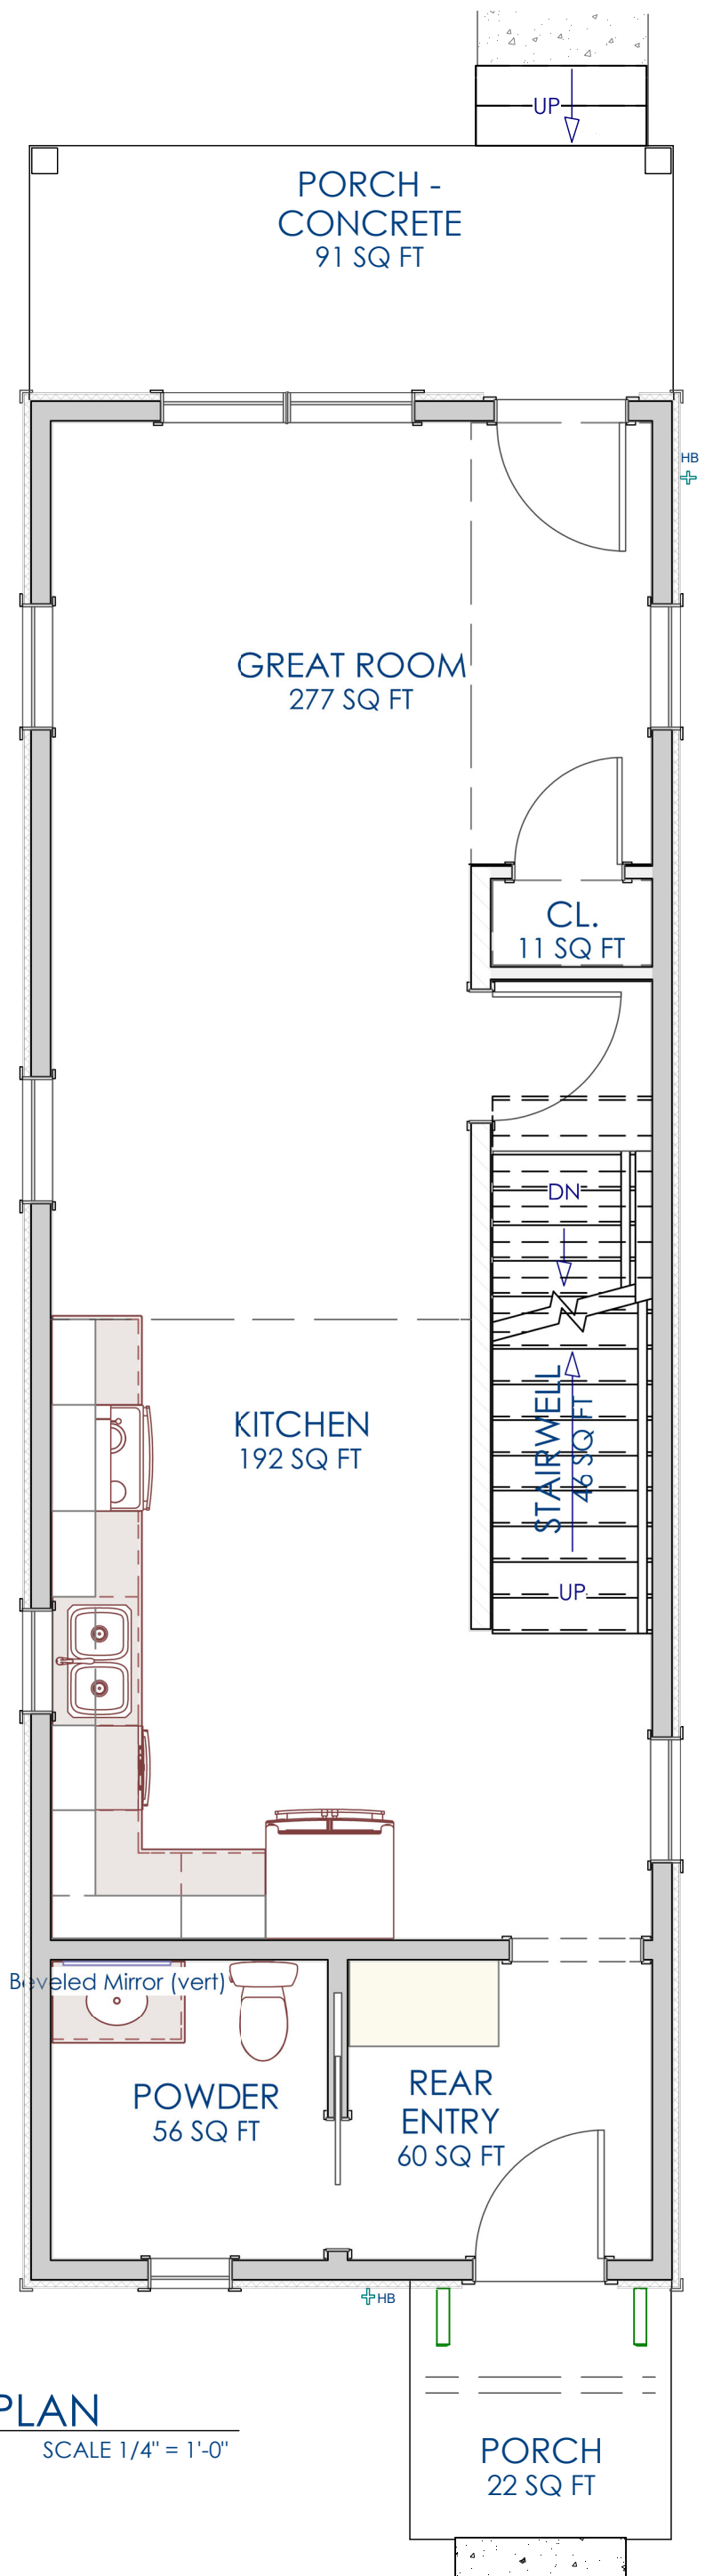 UP
PORCH -
CONCRETE
91 SQ FT
HB
GREAT ROOM
277 SQ FT
CL.
11 SQ FT
DN
KITCHEN
192 SQ FT
STAIRWELL
46 SQ FT
UP
Beveled Mirror (vert)
POWDER
56 SQ FT
REAR
ENTRY
60 SQ FT
HB
PLAN
SCALE 1/4" = 1'-0"
PORCH
22 SQ FT